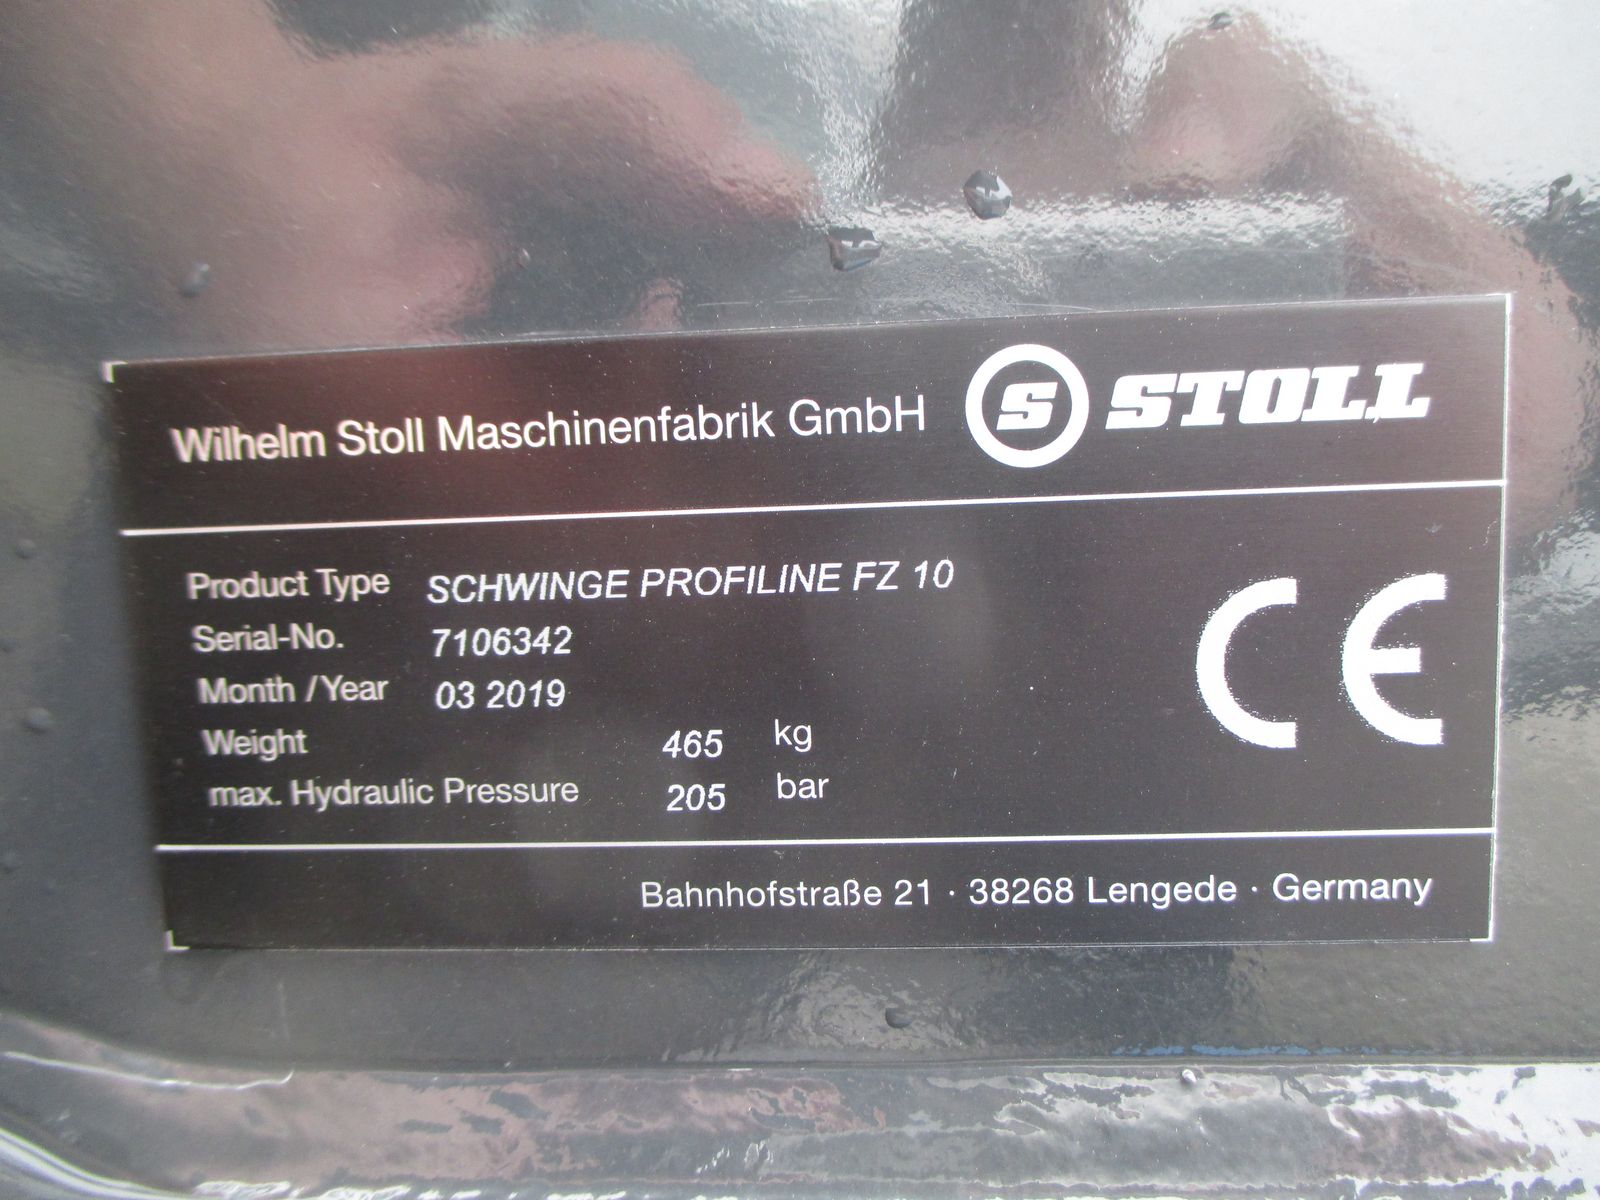 Wilhelm Stoll Maschinenfabrik GmbH S STOLL
Product Type SCHWINGE PROFILINE FZ 10
Serial-No. 7106342
Month /Year 03 2019
Weight 465 kg
max. Hydraulic Pressure 205 bar
CE
Bahnhofstraße 21 · 38268 Lengede · Germany